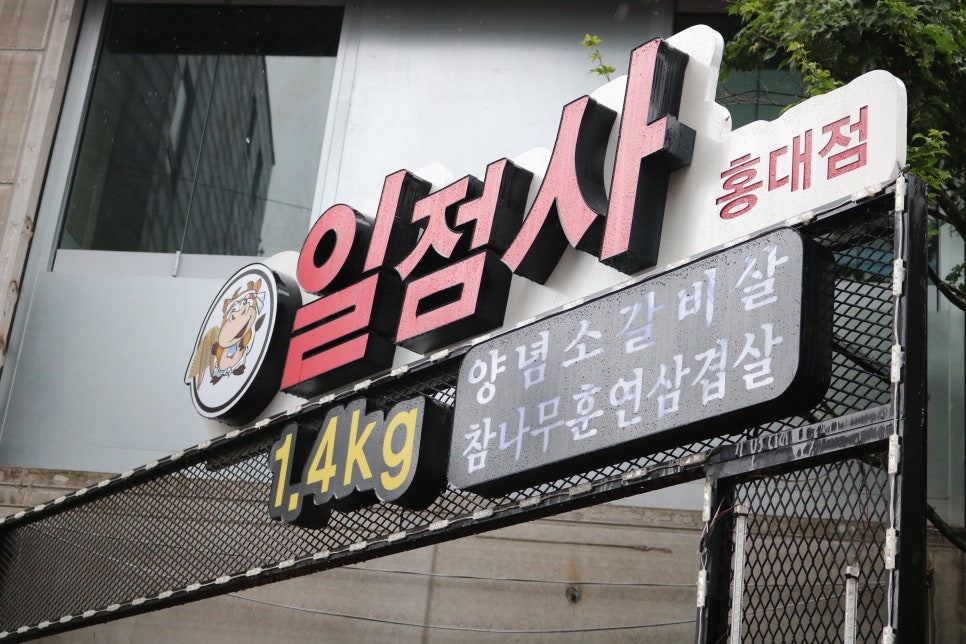 일점사 홍대점
1.4kg
양념소갈비살
참나무훈연삼겹살